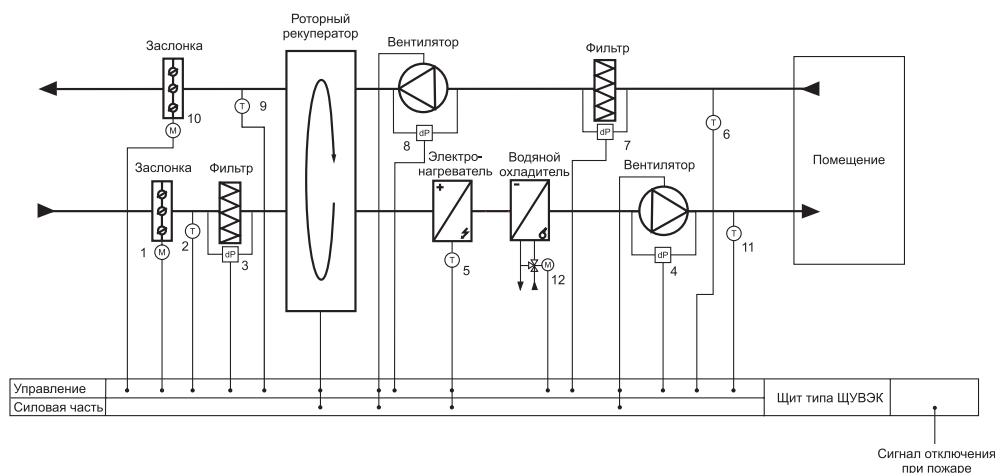 Роторный
рекуператор
Заслонка
Вентилятор
Фильтр
T
9
M
10
dP
8
dP
7
T
6
Помещение
Заслонка
Фильтр
Электро-
нагреватель
Водяной
охладитель
Вентилятор
+
-
1
M
2
T
dP
3
T
5
M
12
dP
4
T
11
Управление
Силовая часть
Щит типа ЩУВЭК
Сигнал отключения
при пожаре